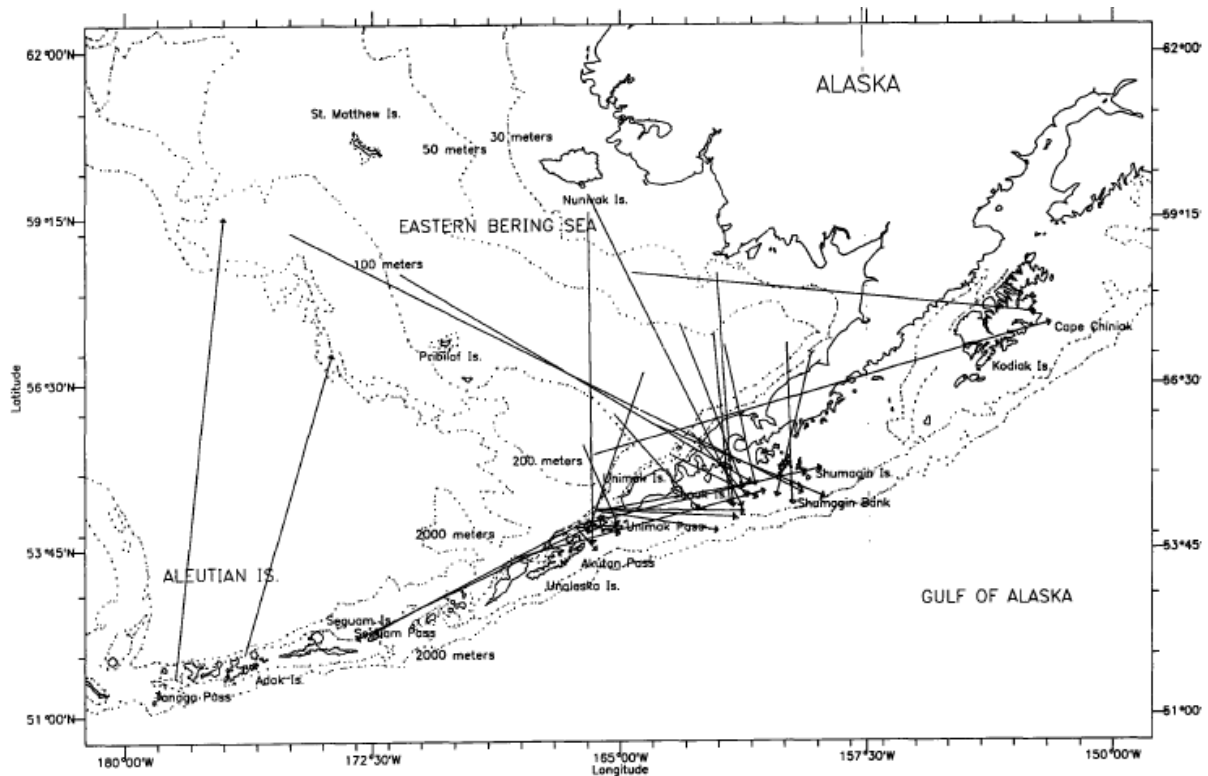 62°00'N
62°00'
ALASKA
St. Matthew Is.
30 meters
50 meters
Nunivak Is.
59°15'N
59°15'
EASTERN BERING SEA
100 meters
Cape Chiniak
Pribilof Is.
Kodiak Is.
56°30'N
56°30'
Latitude
200 meters
Unimak Is.
Shumagin Is.
Shumagin Bank
Unimak Pass
2000 meters
53°45'N
53°45'
Akutan Pass
ALEUTIAN IS.
Unalaska Is.
GULF OF ALASKA
Seguam Is.
Seguam Pass
2000 meters
Adak Is.
Tanaga Pass
51°00'N
51°00'
180°00'W
172°30'W
165°00'W
157°30'W
150°00'W
Longitude